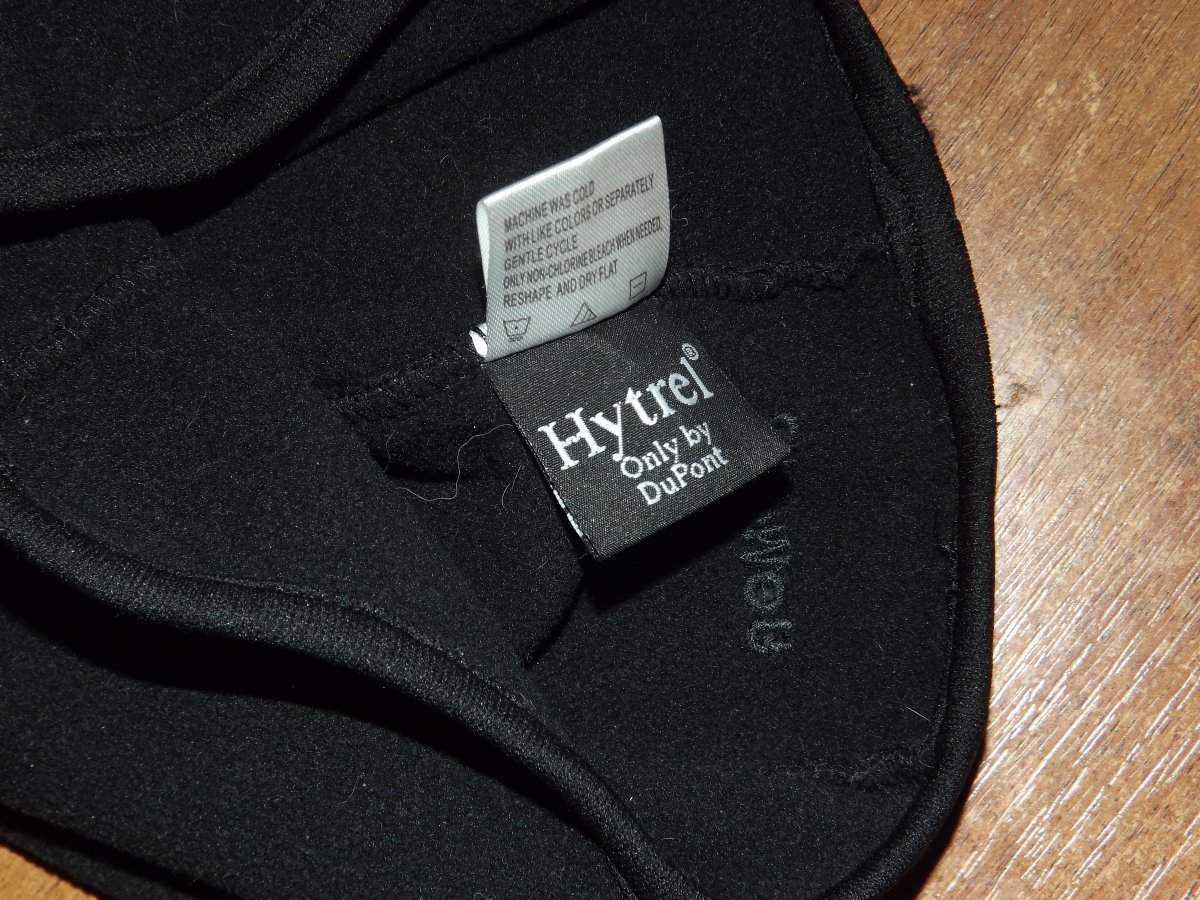 MACHINE WAS COLD
WITH LIKE COLORS OR SEPARATELY
GENTLE CYCLE
ONLY NON-CHLORINE BLEACH WHEN NEEDED,
RESHAPE AND DRY FLAT
Hytrel®
Only by
DuPont